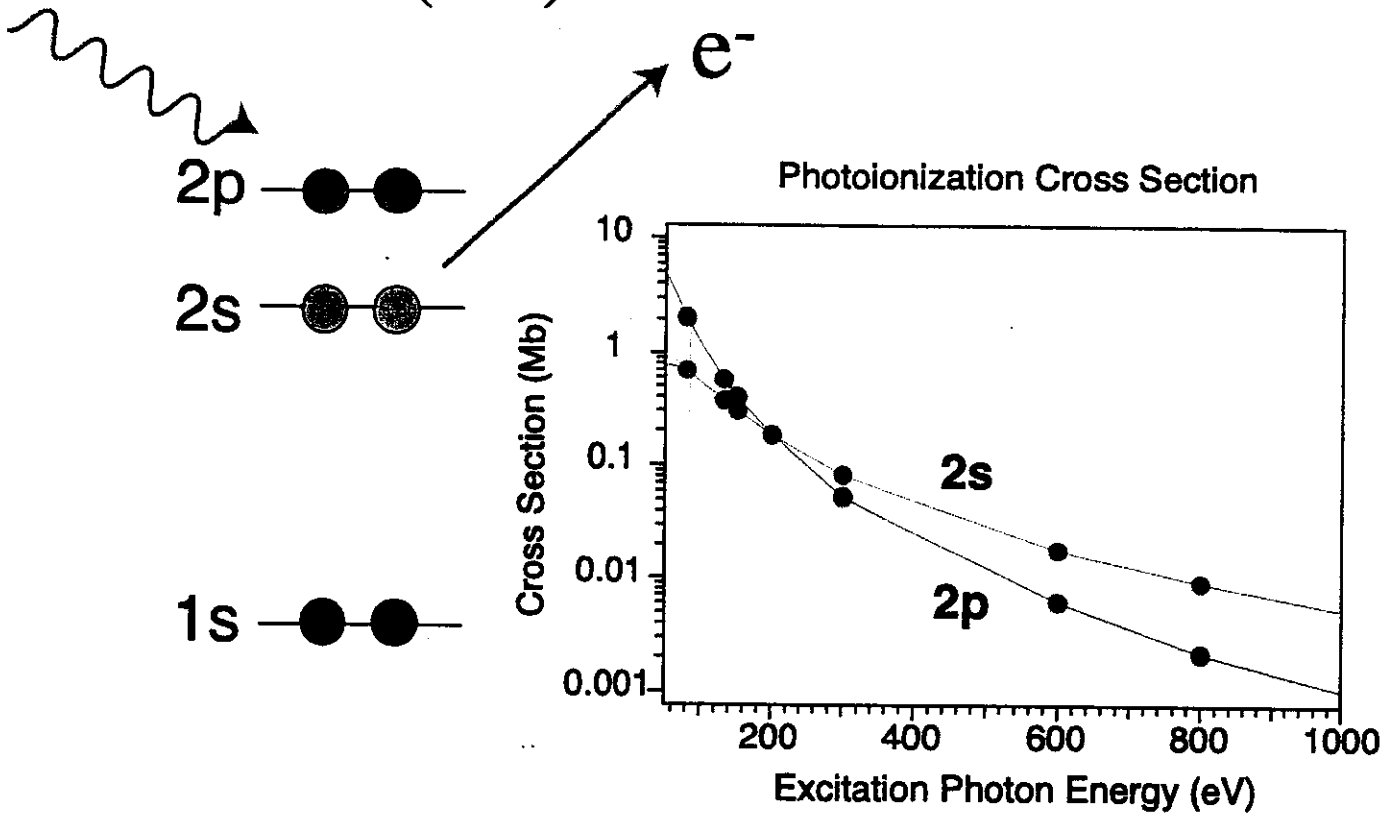 e-
2p
2s
1s
Photoionization Cross Section
Cross Section (Mb)
10
1
0.1
0.01
0.001
2s
2p
200
400
600
800
1000
Excitation Photon Energy (eV)